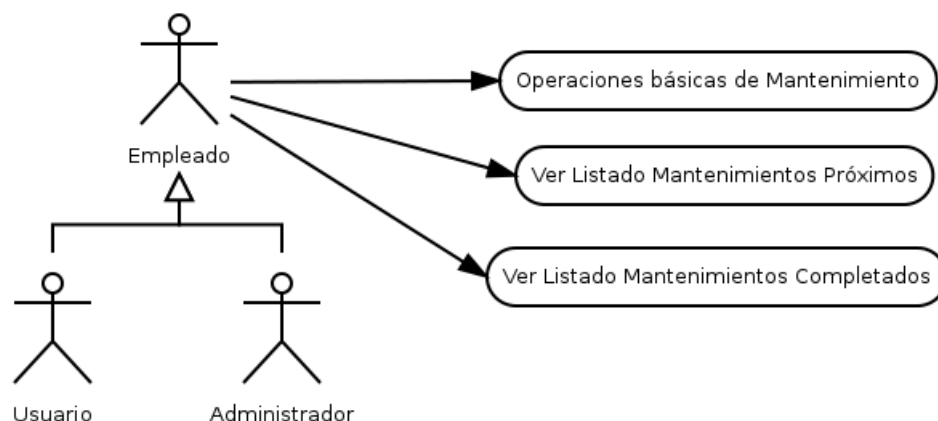 Operaciones básicas de Mantenimiento
Empleado
Ver Listado Mantenimientos Próximos
Ver Listado Mantenimientos Completados
Usuario
Administrador